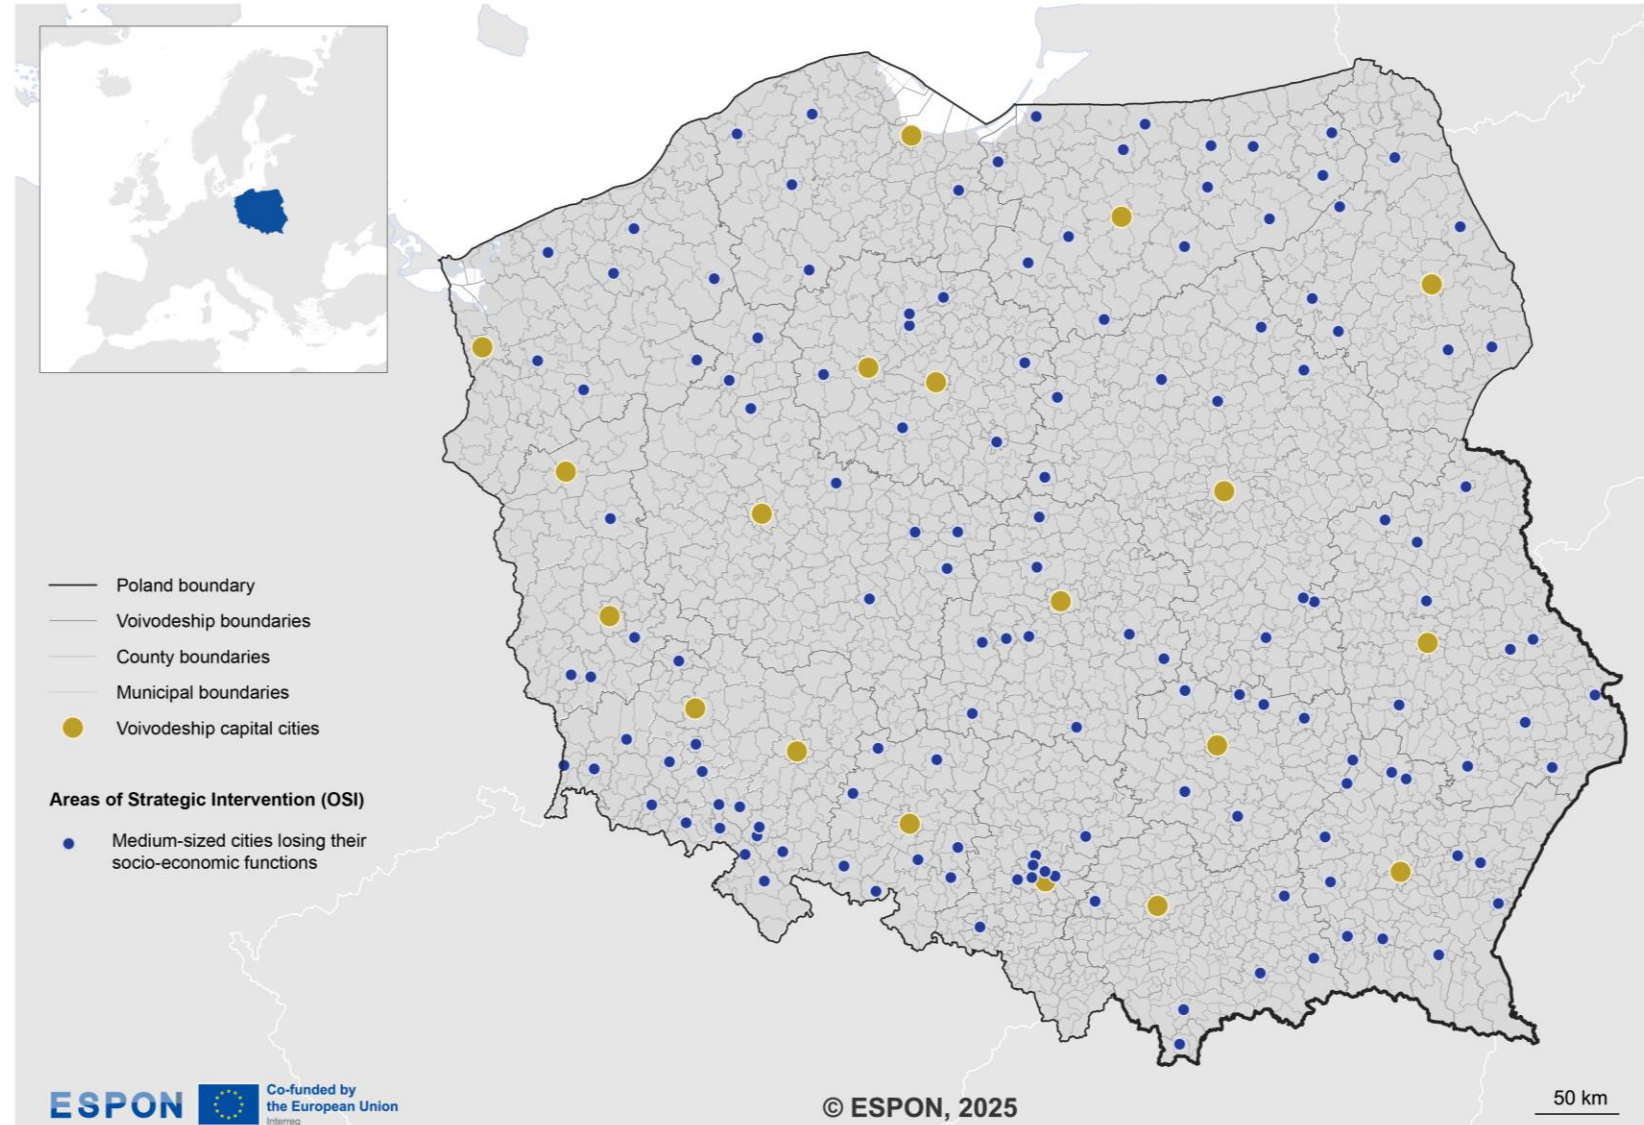 Poland boundary
Voivodeship boundaries
County boundaries
Municipal boundaries
Voivodeship capital cities
Areas of Strategic Intervention (OSI)
Medium-sized cities losing their
socio-economic functions
ESPON
Co-funded by
the European Union
Interreg
© ESPON, 2025
50 km